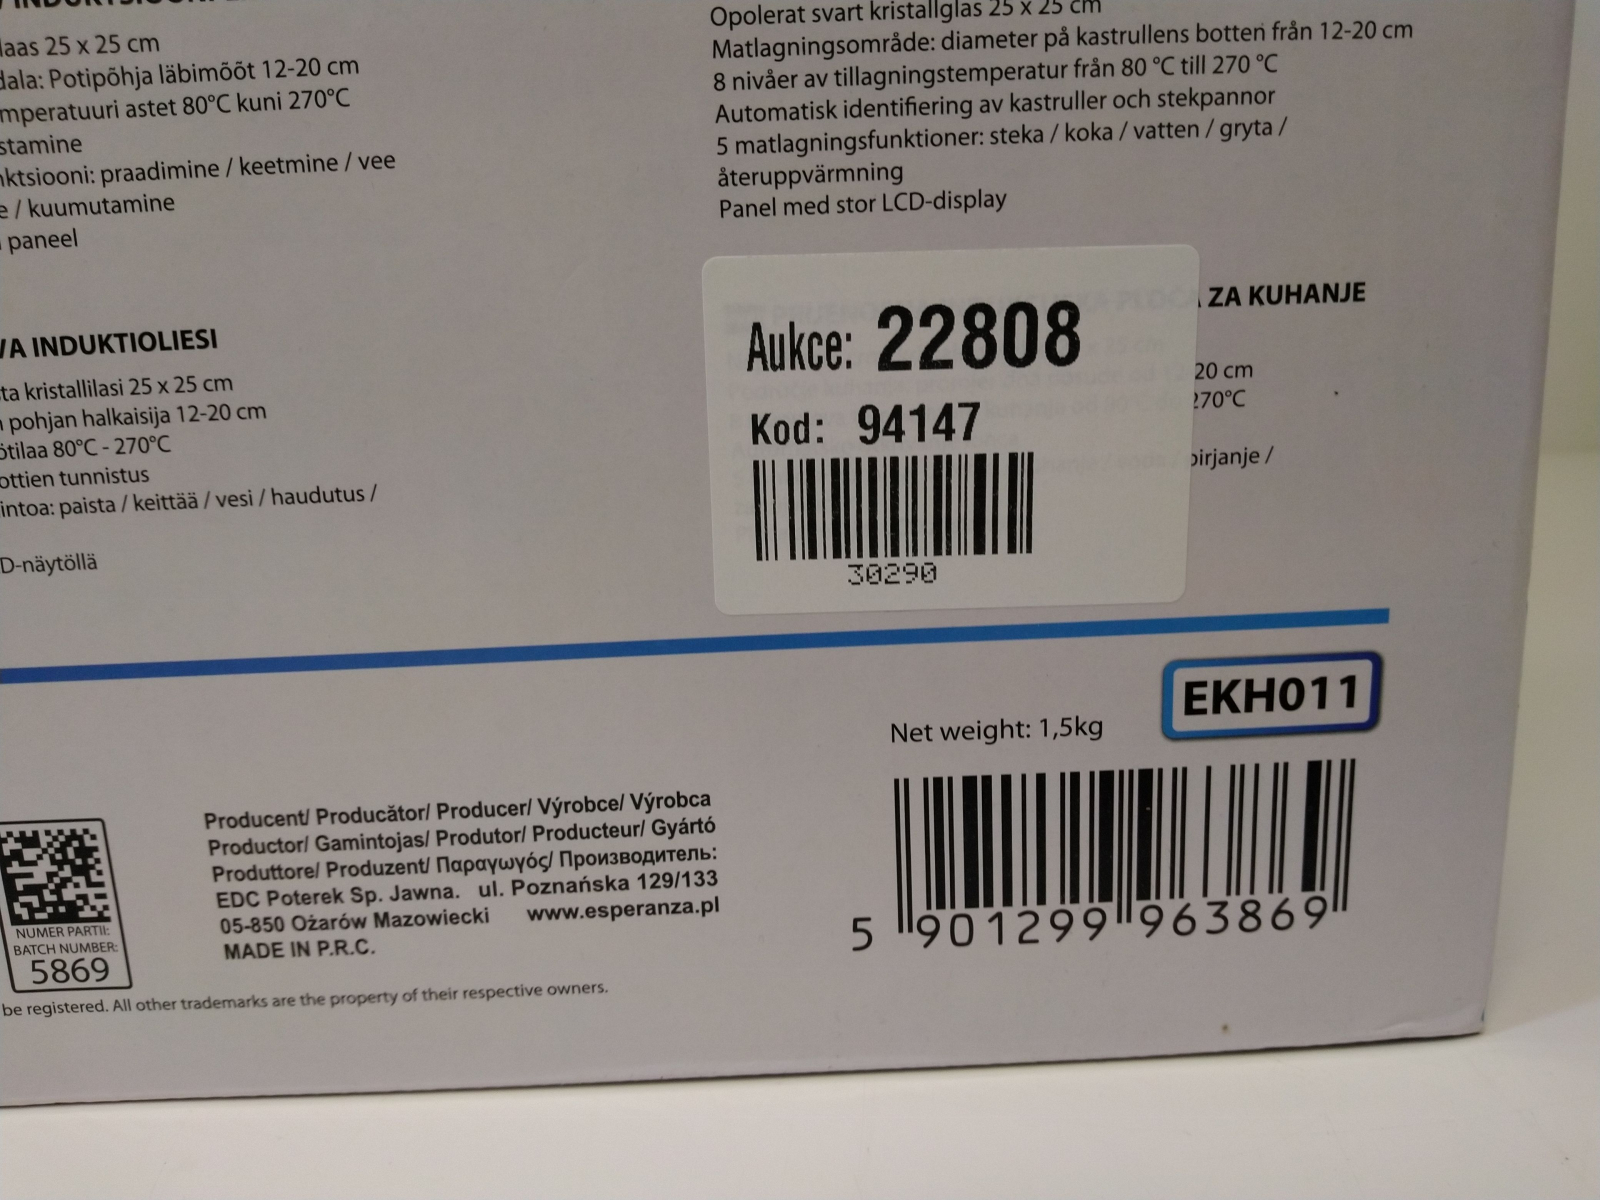 laas 25 x 25 cm
dala: Potipõhja läbimõõt 12-20 cm
mperatuuri astet 80°C kuni 270°C
stamine
nktsiooni: praadimine / keetmine / vee
e / kuumutamine
paneel
VA INDUKTIOLIESI
ta kristallilasi 25 x 25 cm
pohjan halkaisija 12-20 cm
ötilaa 80°C - 270°C
ottien tunnistus
intoa: paista / keittää / vesi / haudutus /
D-näytöllä
Opolerat svart kristallglas 25 x 25 cm
Matlagningsområde: diameter på kastrullens botten från 12-20 cm
8 nivåer av tillagningstemperatur från 80 °C till 270 °C
Automatisk identifiering av kastruller och stekpannor
5 matlagningsfunktioner: steka / koka / vatten / gryta /
återuppvärmning
Panel med stor LCD-display
ZA KUHANJE
20 cm
270°C
pirjanje /
Aukce: 22808
Kod: 94147
30290
EKH011
Net weight: 1,5kg
5 901299 963869
Producent/ Producător/ Producer/ Výrobce/ Výrobca
Productor/ Gamintojas/ Produtor/ Producteur/ Gyártó
Produttore/ Produzent/ Παραγωγός/ Производитель:
EDC Poterek Sp. Jawna. ul. Poznańska 129/133
05-850 Ożarów Mazowiecki www.esperanza.pl
MADE IN P.R.C.
NUMER PARTII:
BATCH NUMBER:
5869
be registered. All other trademarks are the property of their respective owners.